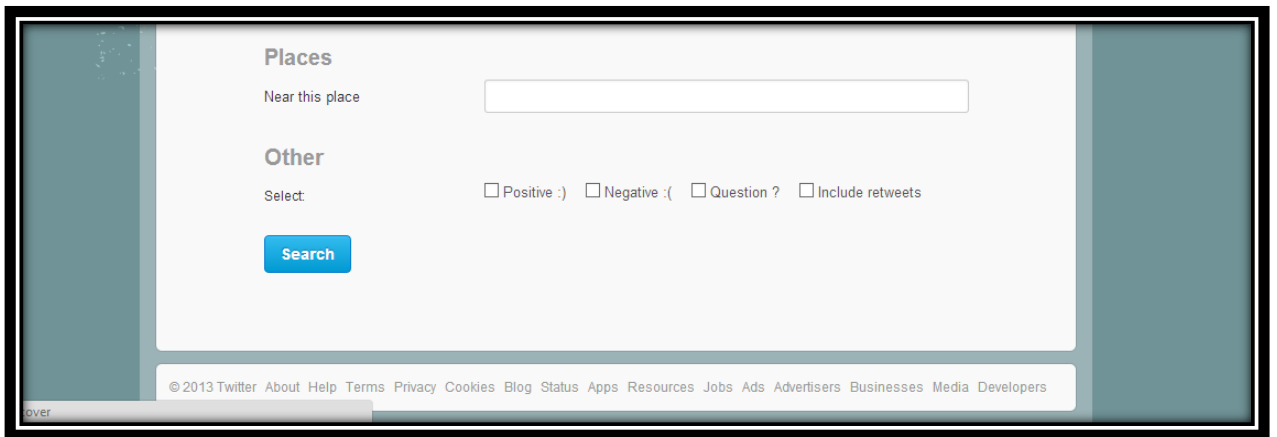 Places
Near this place
Other
Select:
Positive :) Negative :( Question ? Include retweets
Search
© 2013 Twitter About Help Terms Privacy Cookies Blog Status Apps Resources Jobs Ads Advertisers Businesses Media Developers
over